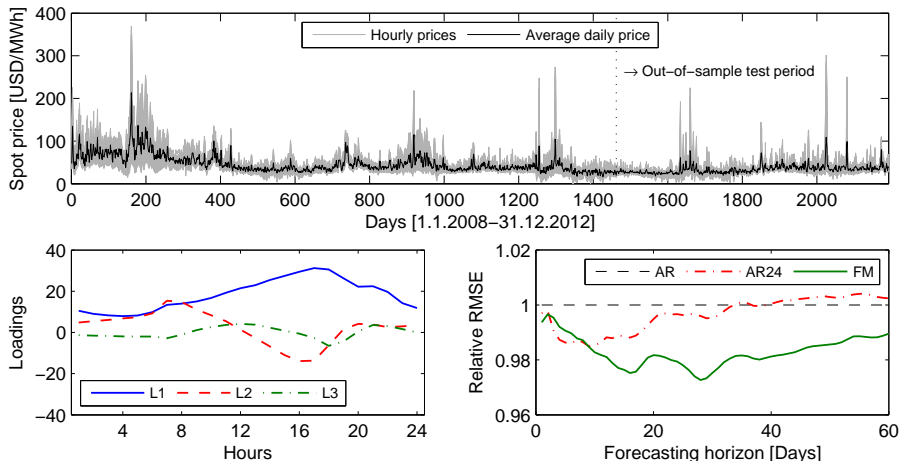 400
300
200
100
0
Spot price [USD/MWh]
Hourly prices
Average daily price
→ Out−of−sample test period
0 200 400 600 800 1000 1200 1400 1600 1800 2000
Days [1.1.2008−31.12.2012]
40
20
0
−20
−40
Loadings
L1 L2 L3
4 8 12 16 20 24
Hours
1.02
1
0.98
0.96
Relative RMSE
AR AR24 FM
0 20 40 60
Forecasting horizon [Days]